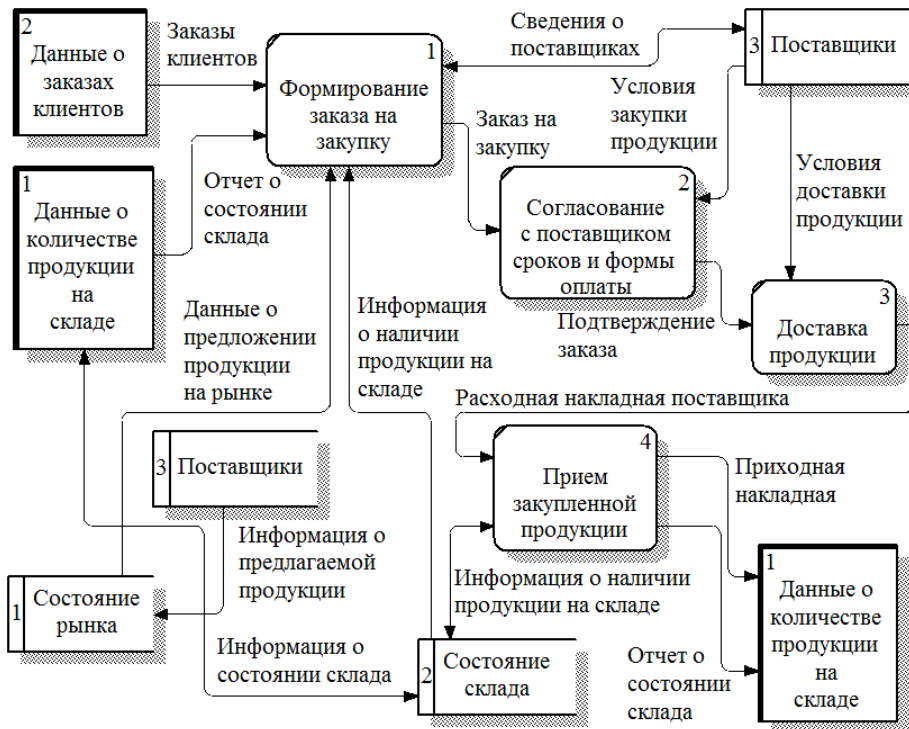 2
Данные о
заказах
клиентов
Заказы
клиентов
1
Формирование
заказа на
закупку
Сведения о
поставщиках
3
Поставщики
Условия
закупки
продукции
Заказ на
закупку
Условия
доставки
продукции
1
Данные о
количестве
продукции
на
складе
Отчет о
состоянии
склада
2
Согласование
с поставщиком
сроков и формы
оплаты
Данные о
предложении
продукции
на рынке
Информация
о наличии
продукции на
складе
Подтверждение
заказа
3
Доставка
продукции
Расходная накладная поставщика
3
Поставщики
4
Прием
закупленной
продукции
Приходная
накладная
Информация о
предлагаемой
продукции
1
Состояние
рынка
Информация о наличии
продукции на складе
1
Данные о
количестве
продукции
на
складе
Информация о
состоянии склада
2
Состояние
склада
Отчет о
состоянии
склада